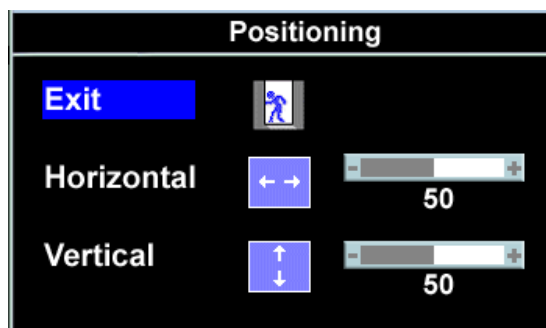 Positioning
Exit
Horizontal
- +
50
Vertical
- +
50